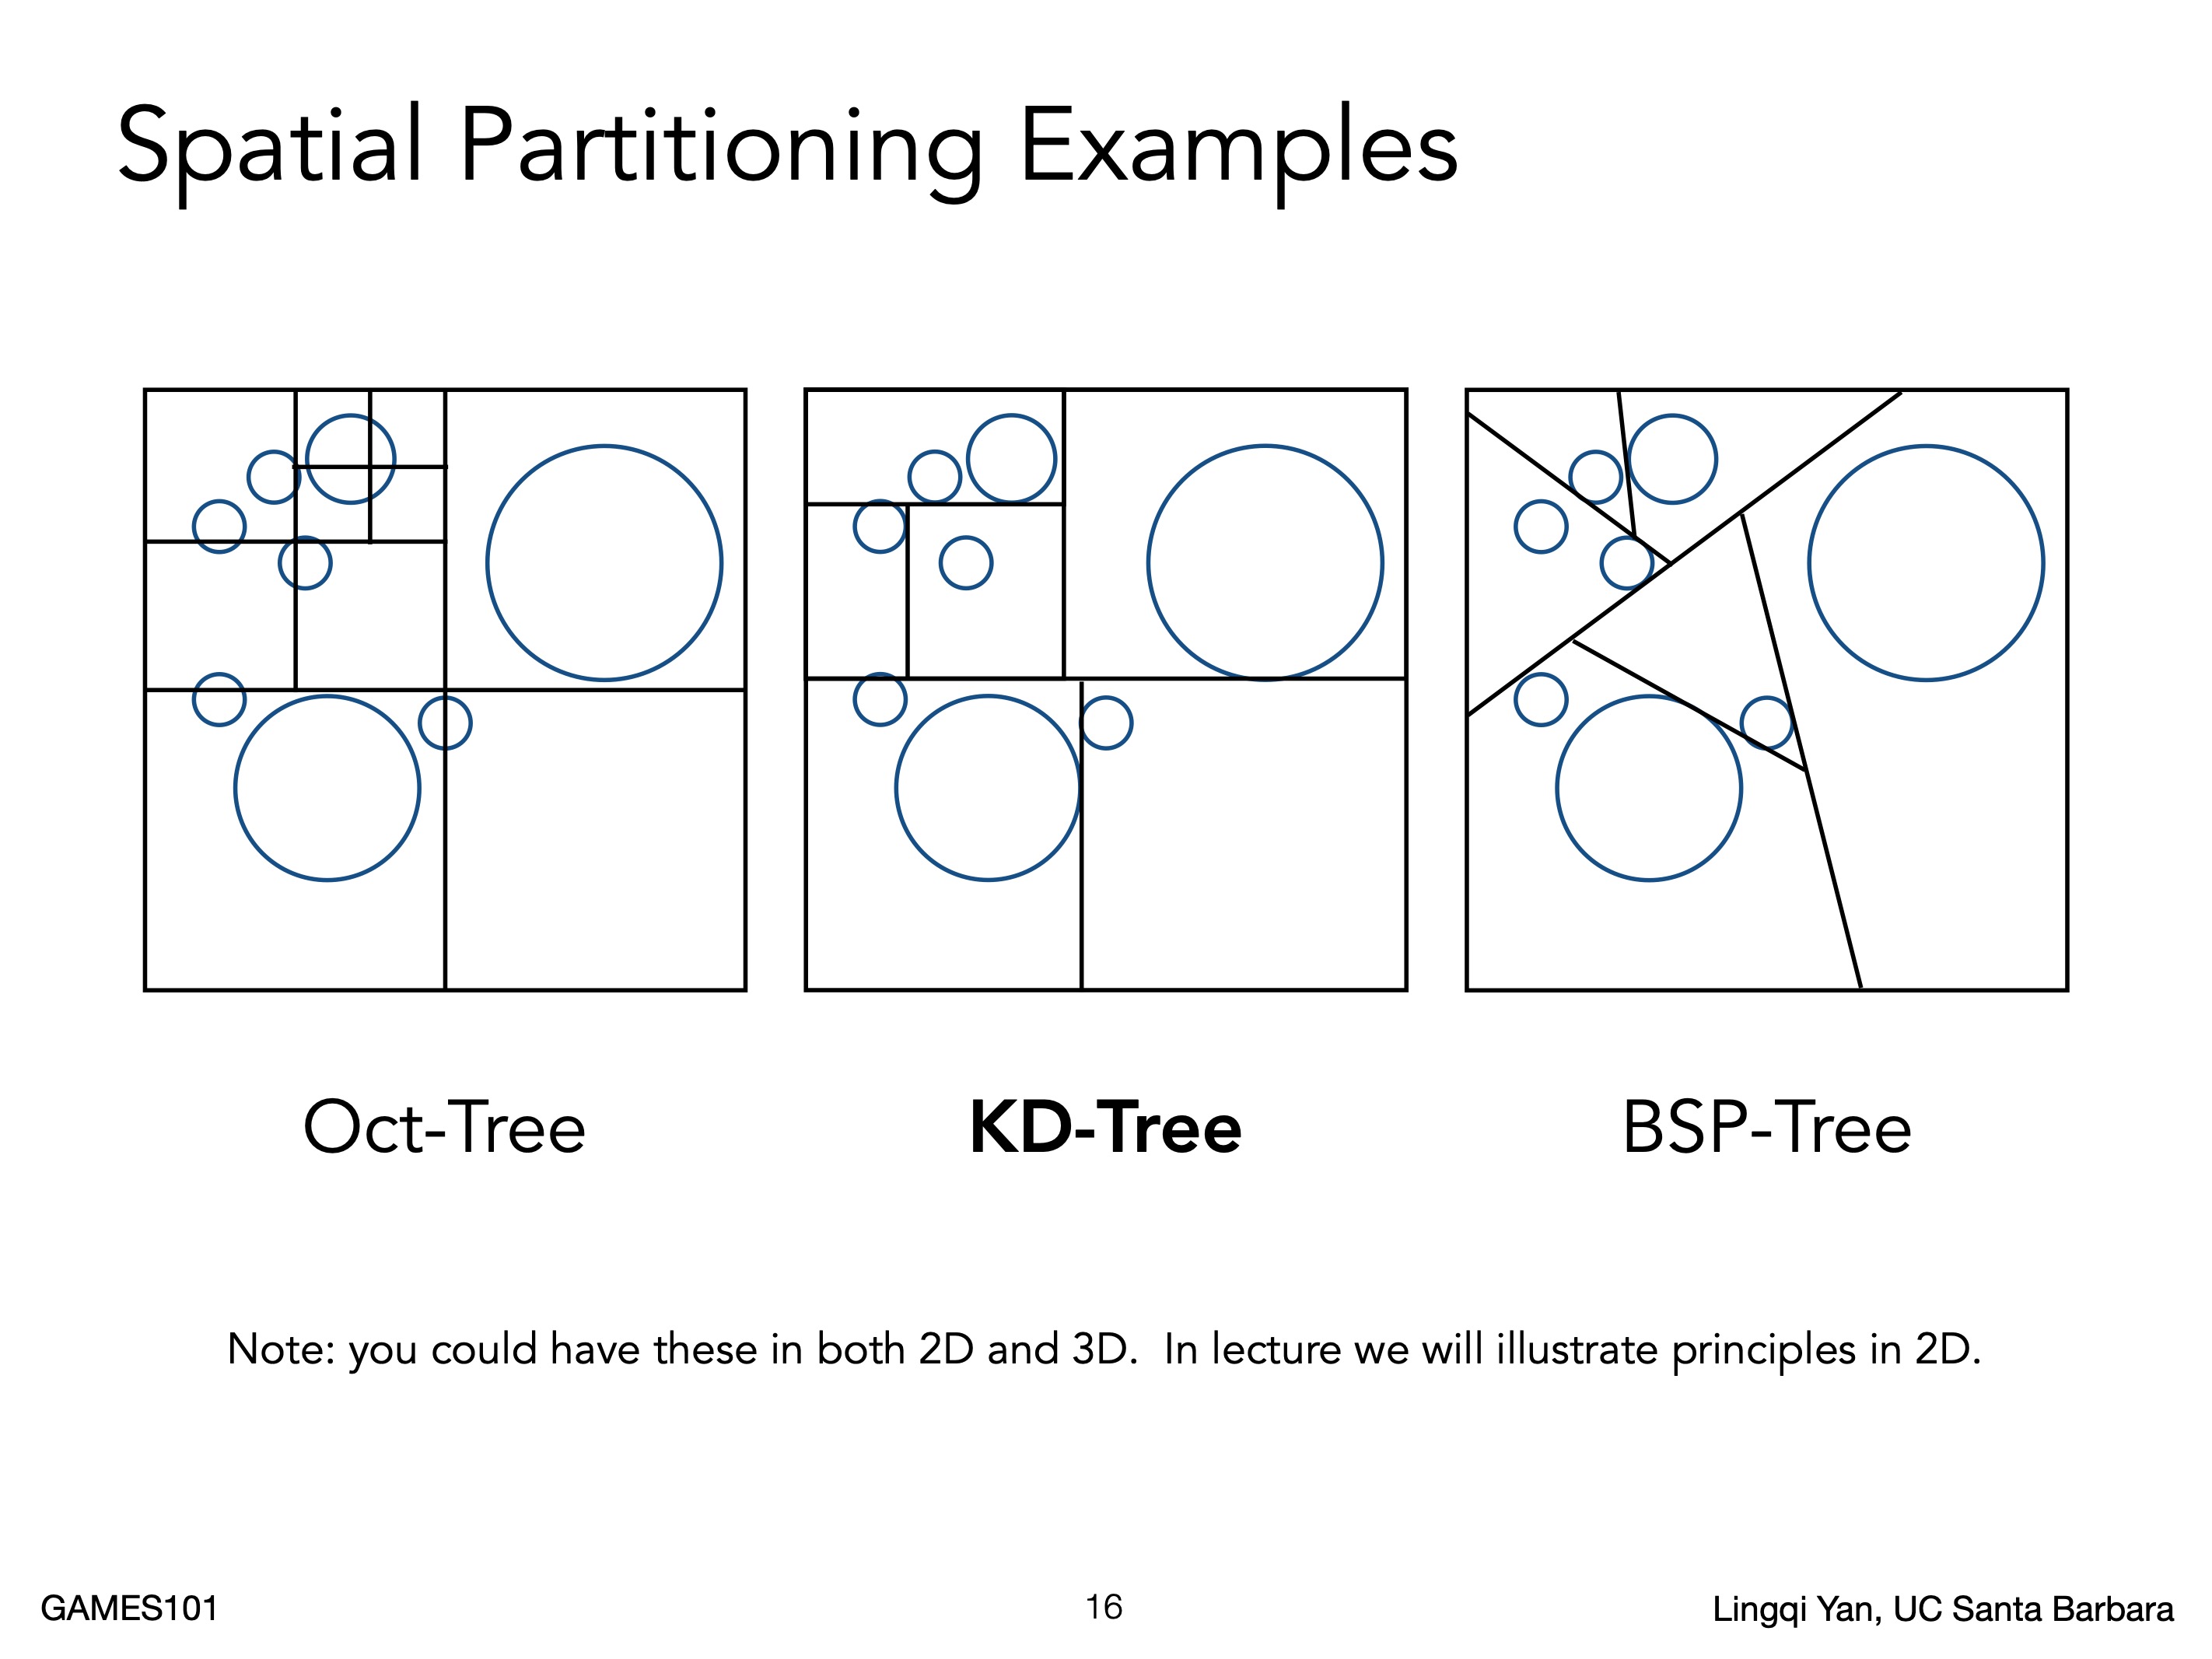 Spatial Partitioning Examples
Oct-Tree
KD-Tree
BSP-Tree
Note: you could have these in both 2D and 3D. In lecture we will illustrate principles in 2D.
GAMES101
16
Lingqi Yan, UC Santa Barbara